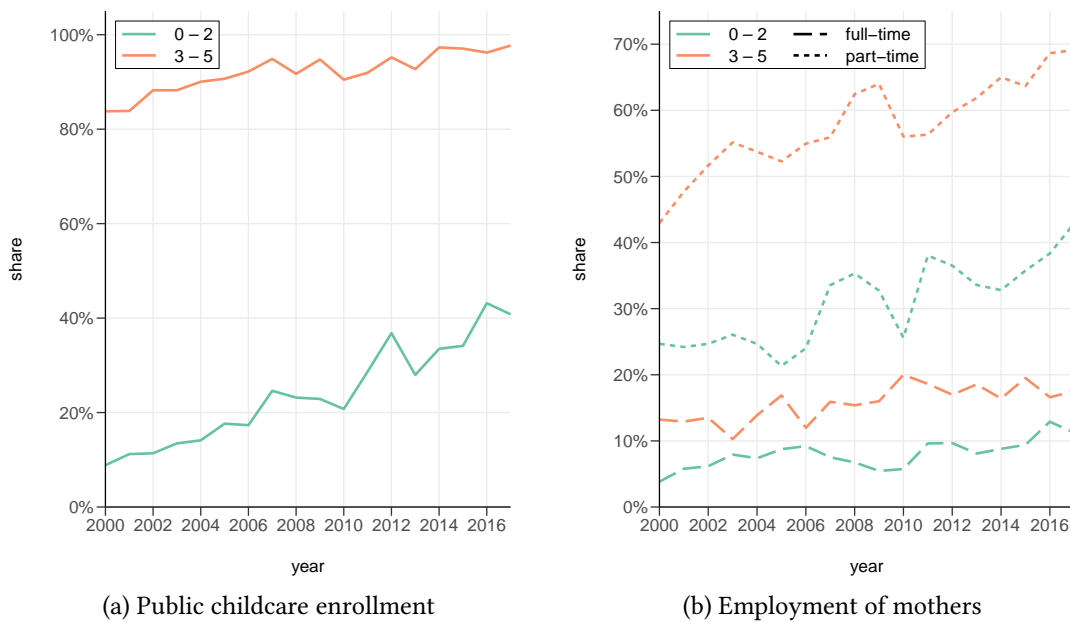 0 – 2
3 – 5
100%
80%
60%
40%
20%
0%
2000 2002 2004 2006 2008 2010 2012 2014 2016
share
year
(a) Public childcare enrollment
0 – 2 full−time
3 – 5 part−time
70%
60%
50%
40%
30%
20%
10%
0%
2000 2002 2004 2006 2008 2010 2012 2014 2016
share
year
(b) Employment of mothers